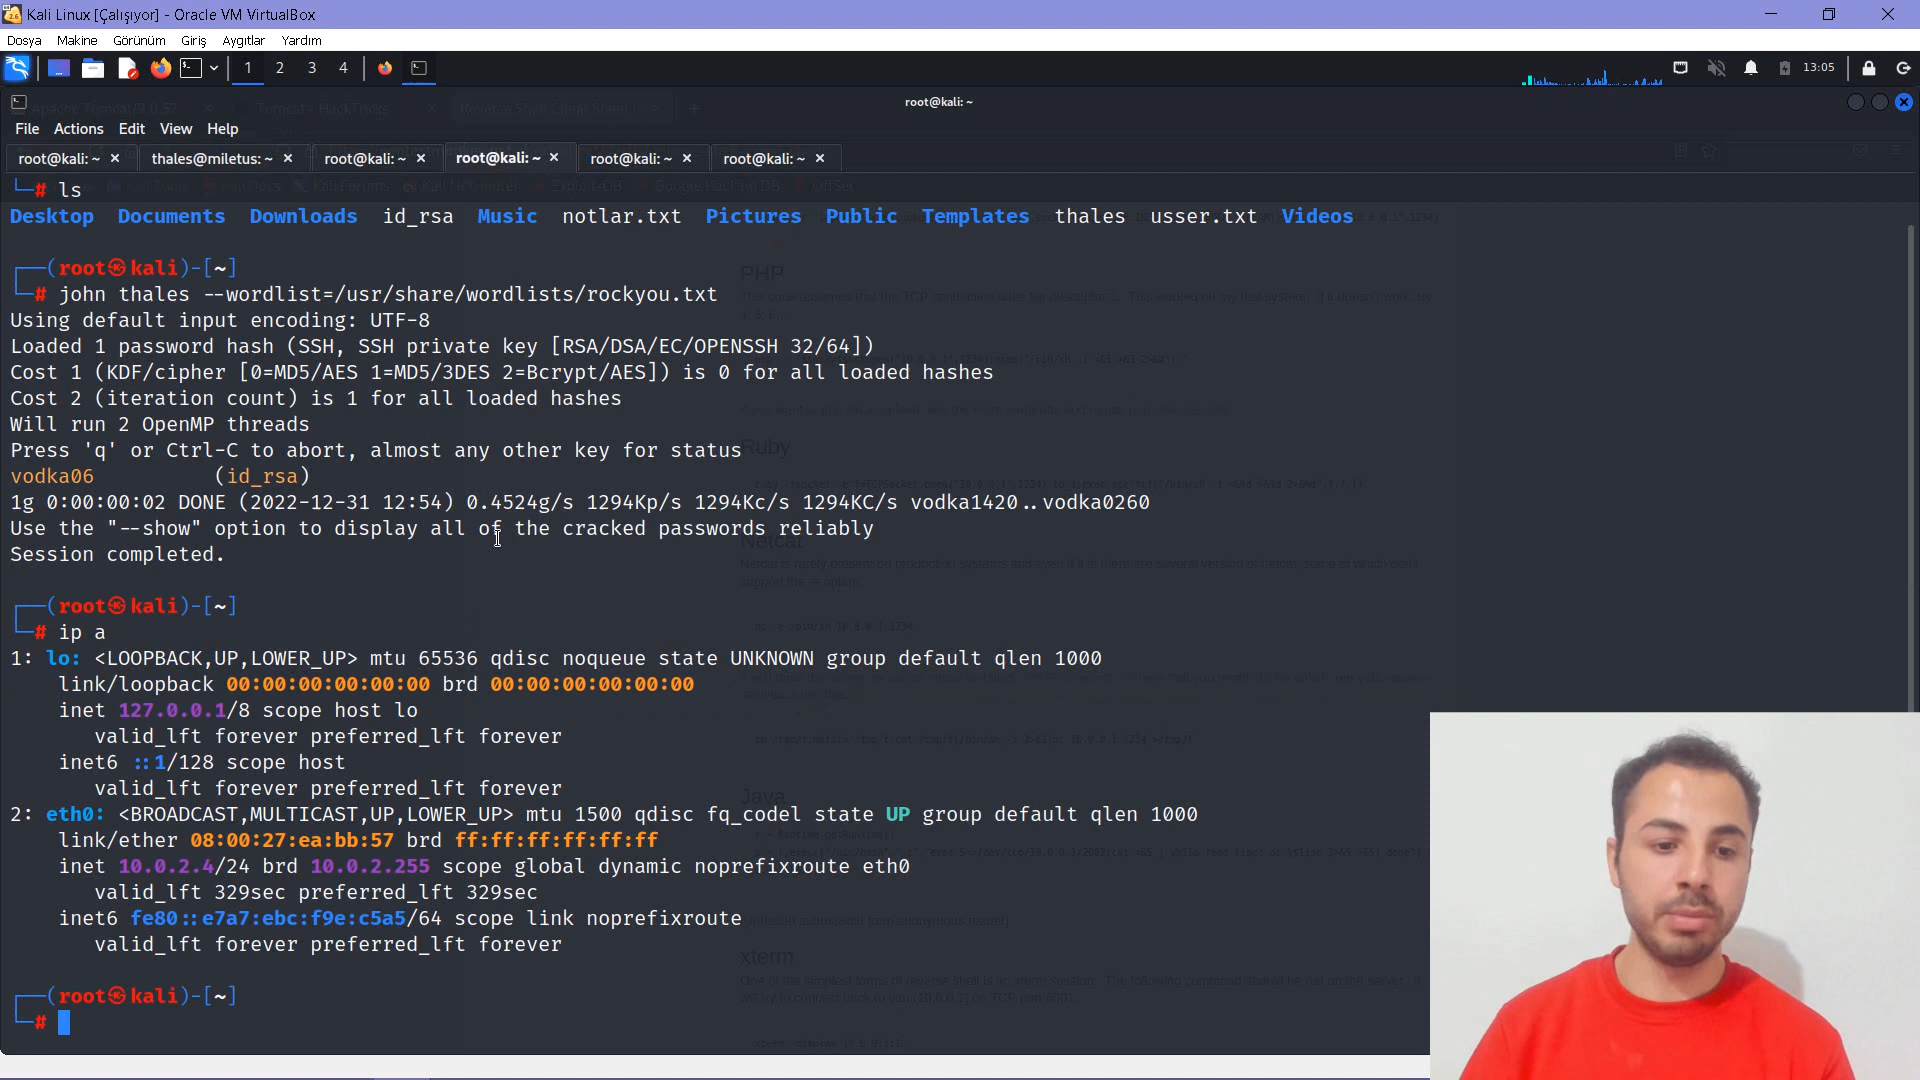 Kali Linux [Çalışıyor] - Oracle VM VirtualBox
Dosya Makine Görünüm Giriş Aygıtlar Yardım
1 2 3 4 13:05
root@kali: ~
File Actions Edit View Help
root@kali: ~ thales@miletus: ~ root@kali: ~ root@kali: ~ root@kali: ~ root@kali: ~
└─# ls
Desktop Documents Downloads id_rsa Music notlar.txt Pictures Public Templates thales usser.txt Videos
┌──(root㉿kali)-[~]
└─# john thales --wordlist=/usr/share/wordlists/rockyou.txt
Using default input encoding: UTF-8
Loaded 1 password hash (SSH, SSH private key [RSA/DSA/EC/OPENSSH 32/64])
Cost 1 (KDF/cipher [0=MD5/AES 1=MD5/3DES 2=Bcrypt/AES]) is 0 for all loaded hashes
Cost 2 (iteration count) is 1 for all loaded hashes
Will run 2 OpenMP threads
Press 'q' or Ctrl-C to abort, almost any other key for status
vodka06 (id_rsa)
1g 0:00:00:02 DONE (2022-12-31 12:54) 0.4524g/s 1294Kp/s 1294Kc/s 1294KC/s vodka1420..vodka0260
Use the "--show" option to display all of the cracked passwords reliably
Session completed.
┌──(root㉿kali)-[~]
└─# ip a
1: lo: <LOOPBACK,UP,LOWER_UP> mtu 65536 qdisc noqueue state UNKNOWN group default qlen 1000
link/loopback 00:00:00:00:00:00 brd 00:00:00:00:00:00
inet 127.0.0.1/8 scope host lo
valid_lft forever preferred_lft forever
inet6 ::1/128 scope host
valid_lft forever preferred_lft forever
2: eth0: <BROADCAST,MULTICAST,UP,LOWER_UP> mtu 1500 qdisc fq_codel state UP group default qlen 1000
link/ether 08:00:27:ea:bb:57 brd ff:ff:ff:ff:ff:ff
inet 10.0.2.4/24 brd 10.0.2.255 scope global dynamic noprefixroute eth0
valid_lft 329sec preferred_lft 329sec
inet6 fe80::e7a7:ebc:f9e:c5a5/64 scope link noprefixroute
valid_lft forever preferred_lft forever
┌──(root㉿kali)-[~]
└─#
PHP
Ruby
Netcat
Java
xterm